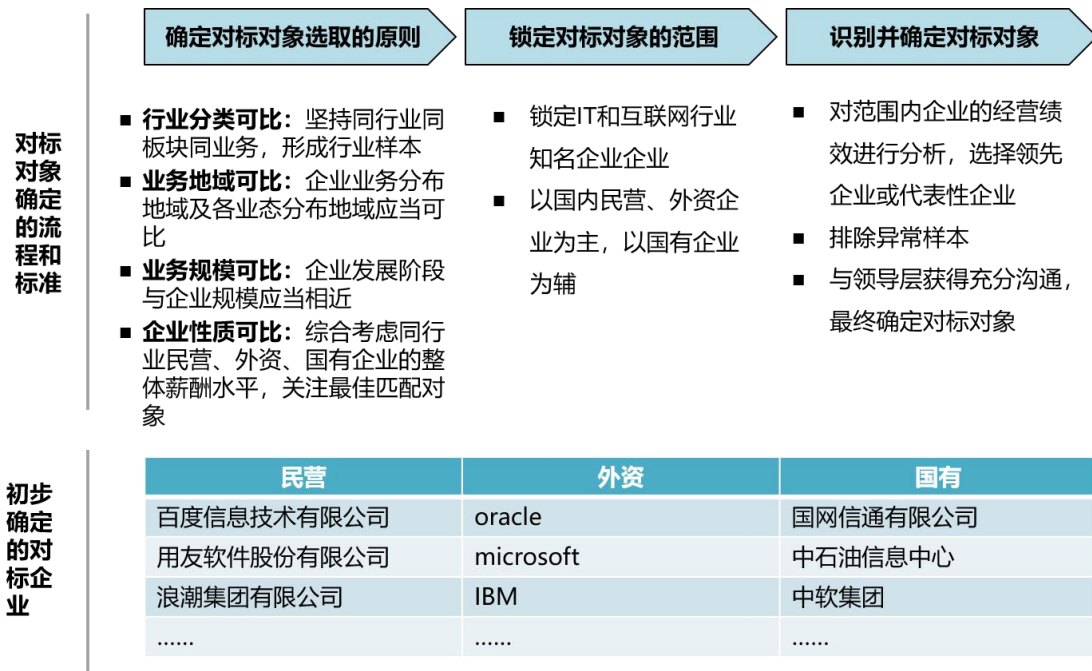 确定对标对象选取的原则
锁定对标对象的范围
识别并确定对标对象
对标
对象
确定
的流
程和
标准
■ 行业分类可比：坚持同行业同
板块同业务，形成行业样本
■ 业务地域可比：企业业务分布
地域及各业态分布地域应当可
比
■ 业务规模可比：企业发展阶段
与企业规模应当相近
■ 企业性质可比：综合考虑同行
业民营、外资、国有企业的整
体薪酬水平，关注最佳匹配对
象
■ 锁定IT和互联网行业
知名企业企业
■ 以国内民营、外资企
业为主，以国有企业
为辅
■ 对范围内企业的经营绩
效进行分析，选择领先
企业或代表性企业
■ 排除异常样本
■ 与领导层获得充分沟通，
最终确定对标对象
初步
确定
的对
标企
业
民营 外资 国有
百度信息技术有限公司 oracle 国网信通有限公司
用友软件股份有限公司 microsoft 中石油信息中心
浪潮集团有限公司 IBM 中软集团
…… …… ……